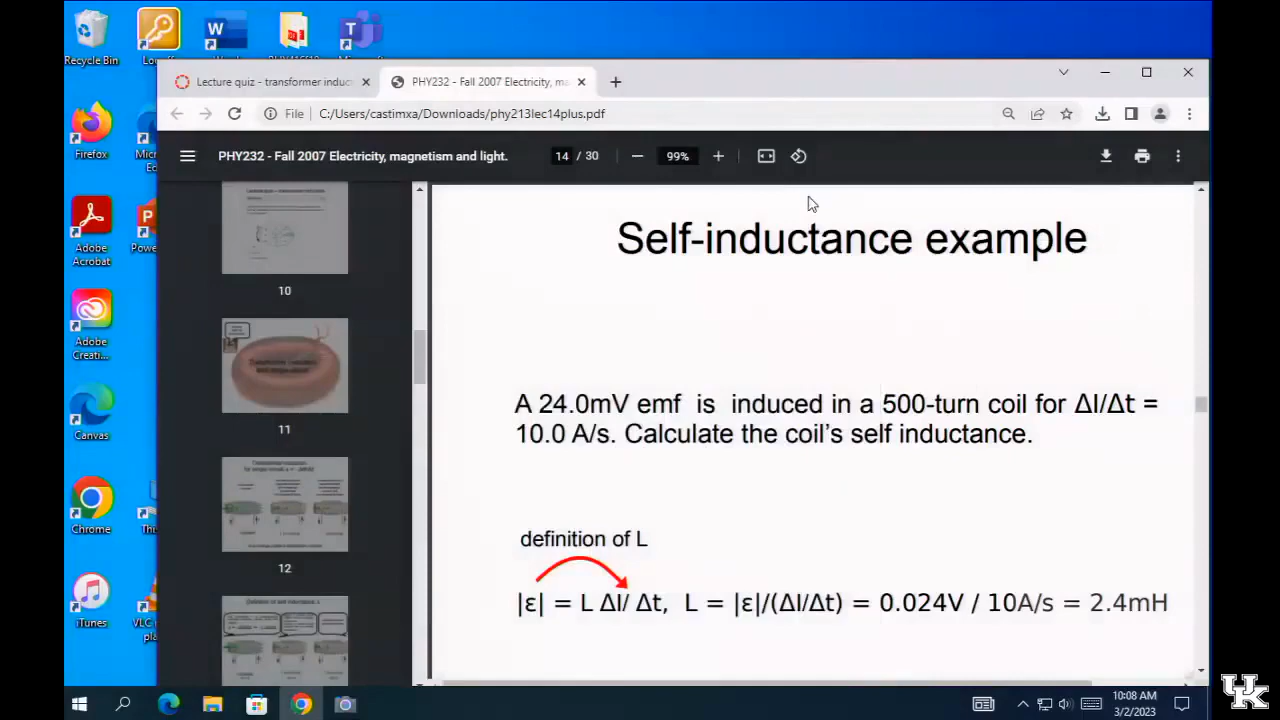 Recycle Bin
Lecture quiz - transformer induc
PHY232 - Fall 2007 Electricity, ma
File
C:/Users/castimxa/Downloads/phy213lec14plus.pdf
Firefox
PHY232 - Fall 2007 Electricity, magnetism and light.
14 / 30
99%
Adobe
Acrobat
Self-inductance example
10
Adobe
Creati...
11
A 24.0mV emf is induced in a 500-turn coil for ΔI/Δt =
10.0 A/s. Calculate the coil's self inductance.
Canvas
Chrome
12
definition of L
|ε| = L ΔI/ Δt, L = |ε|/(ΔI/Δt) = 0.024V / 10A/s = 2.4mH
iTunes
VLC
10:08 AM
3/2/2023
UK